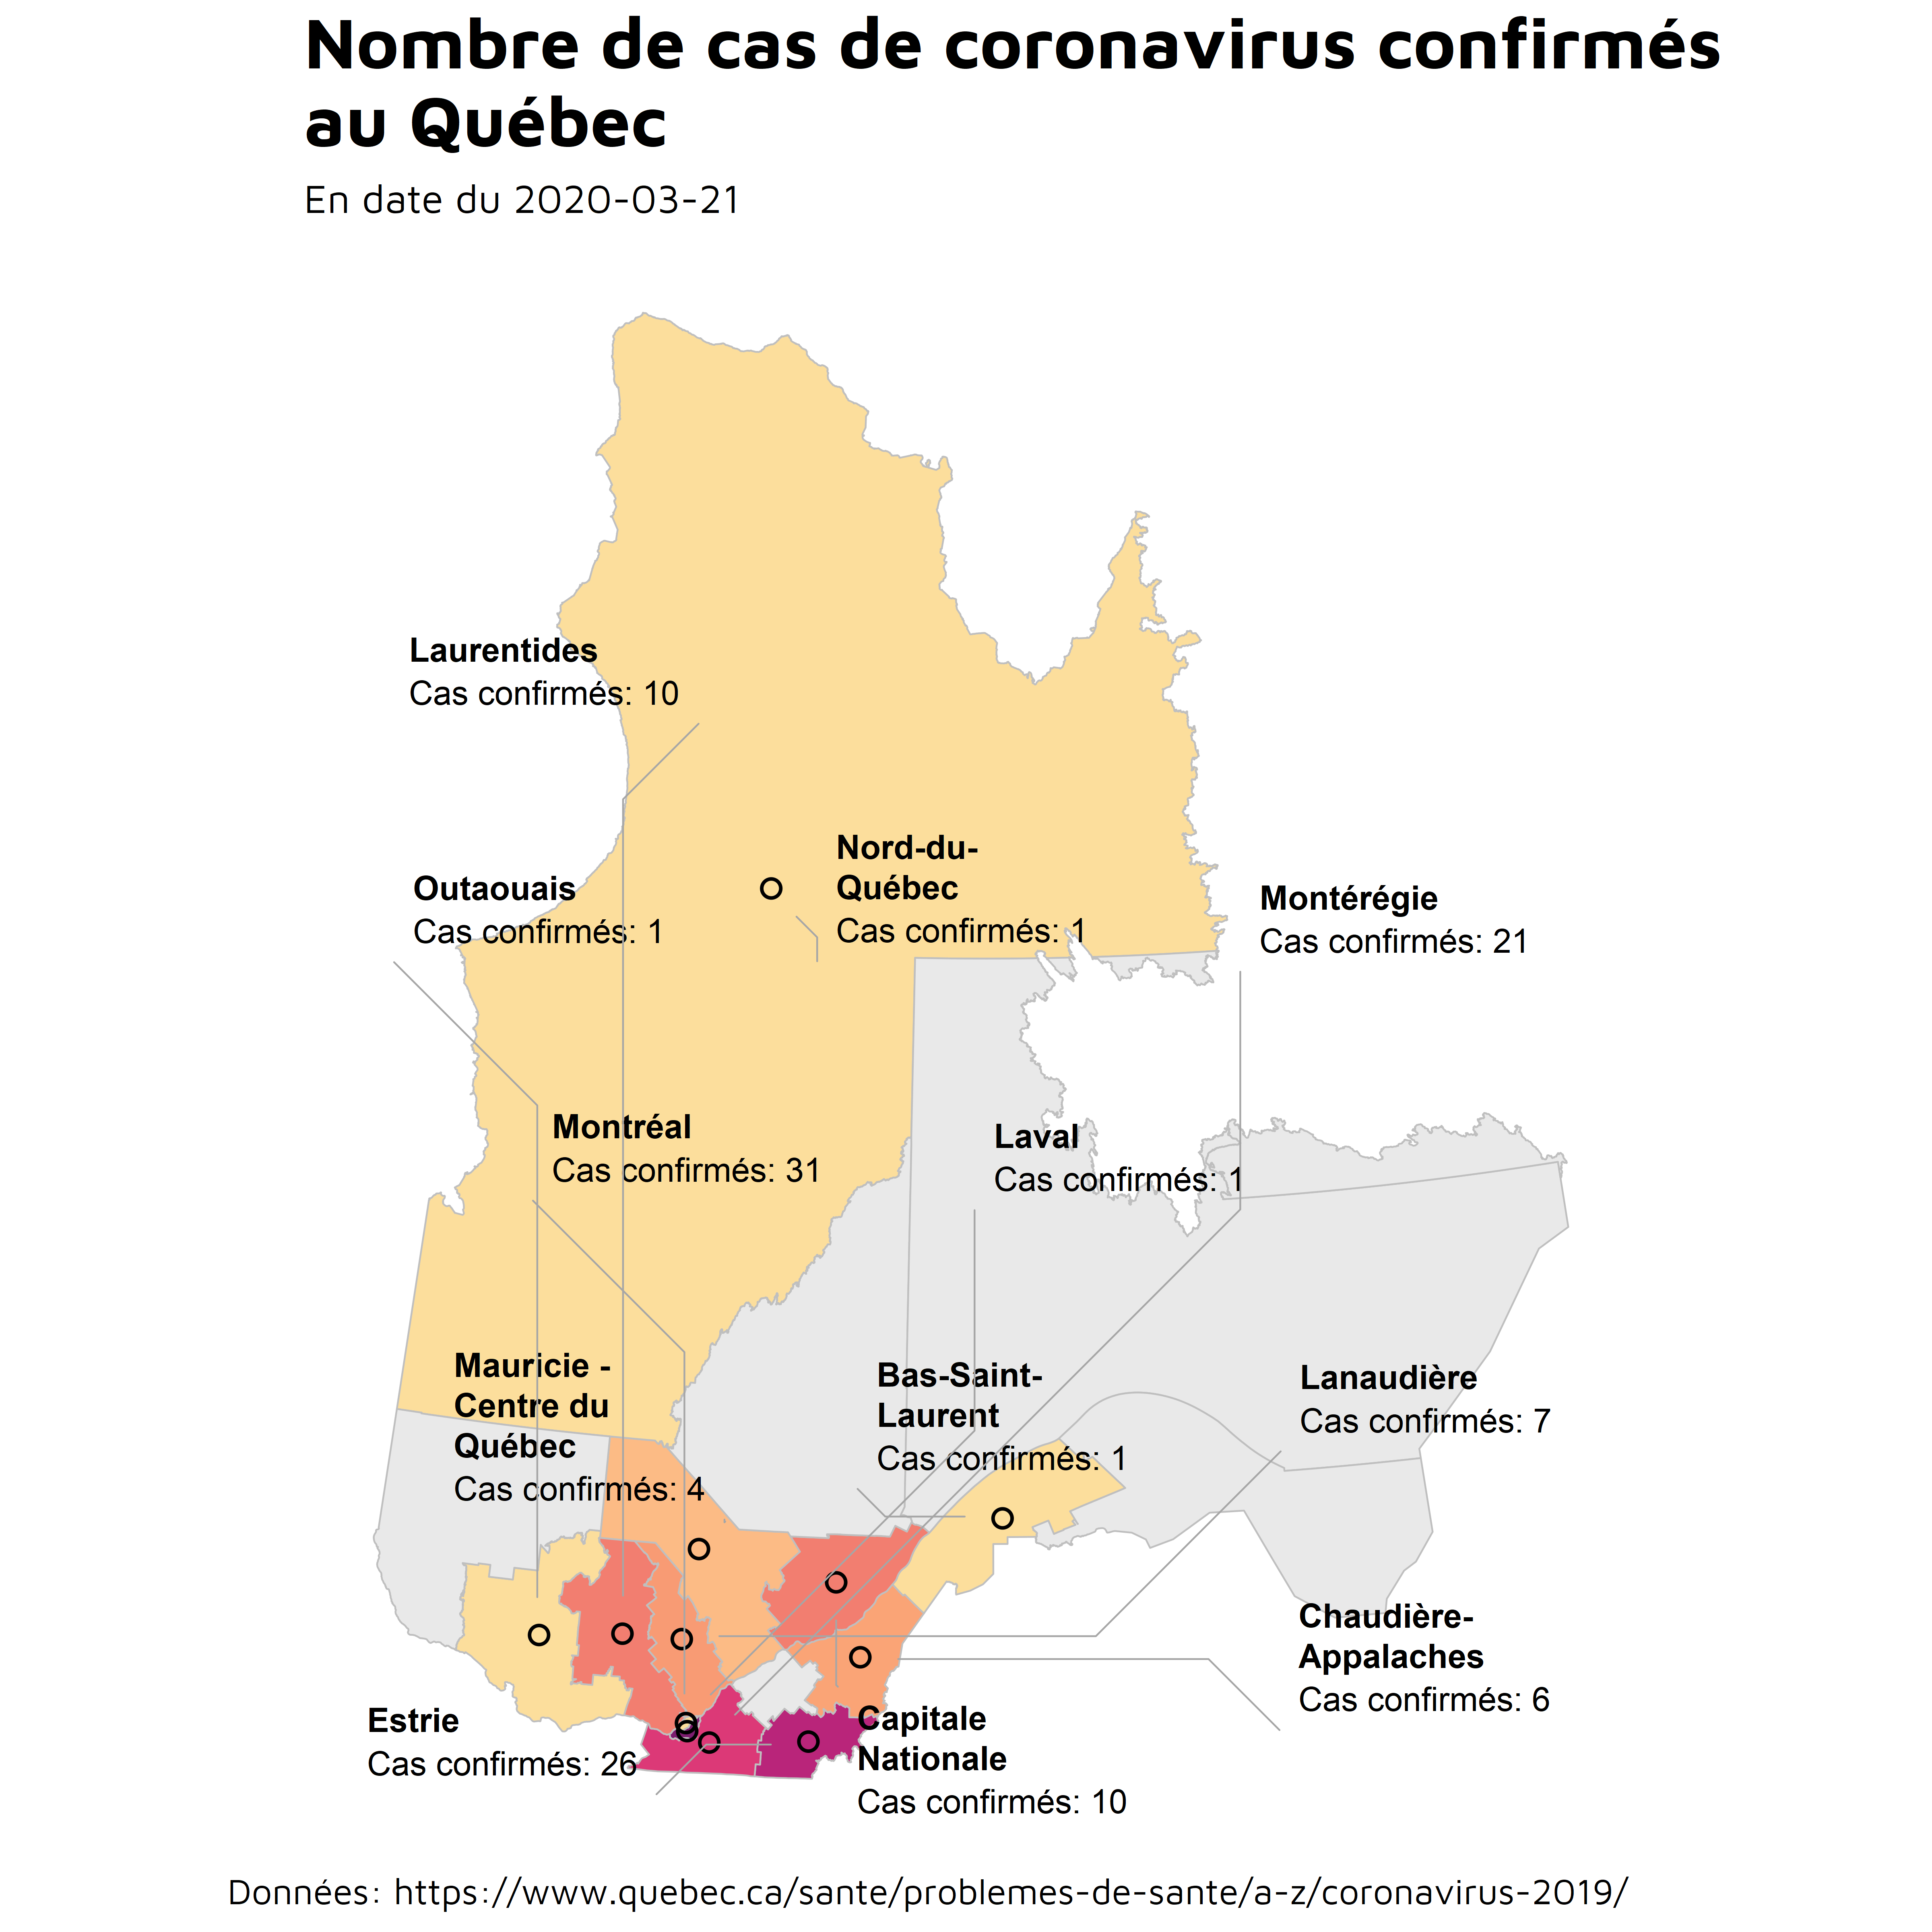 Nombre de cas de coronavirus confirmés
au Québec
En date du 2020-03-21
Laurentides
Cas confirmés: 10
Outaouais
Cas confirmés: 1
Nord-du-
Québec
Cas confirmés: 1
Montérégie
Cas confirmés: 21
Montréal
Cas confirmés: 31
Laval
Cas confirmés: 1
Mauricie -
Centre du
Québec
Cas confirmés: 4
Bas-Saint-
Laurent
Cas confirmés: 1
Lanaudière
Cas confirmés: 7
Chaudière-
Appalaches
Cas confirmés: 6
Estrie
Cas confirmés: 26
Capitale
Nationale
Cas confirmés: 10
Données: https://www.quebec.ca/sante/problemes-de-sante/a-z/coronavirus-2019/